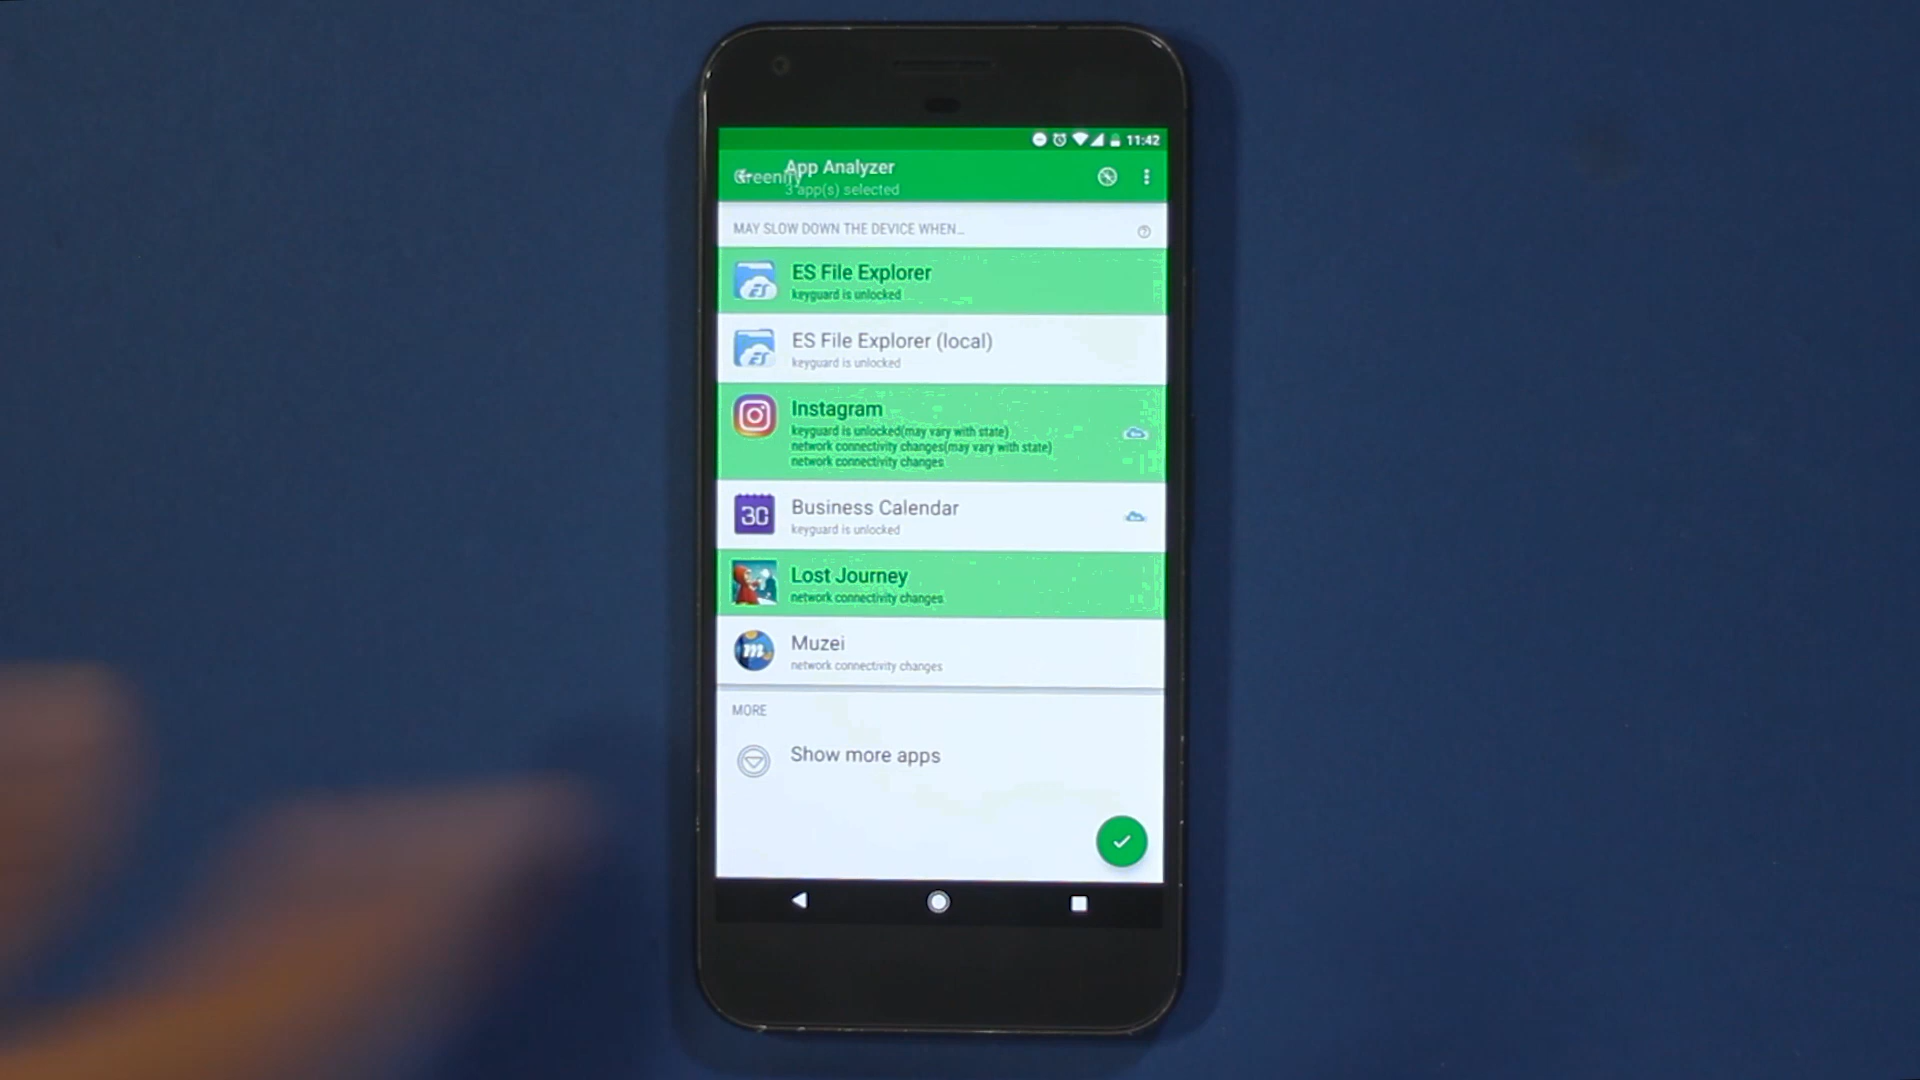 11:42
Greenify
App Analyzer
3 app(s) selected
MAY SLOW DOWN THE DEVICE WHEN...
ES File Explorer
keyguard is unlocked
ES File Explorer (local)
keyguard is unlocked
Instagram
keyguard is unlocked(may vary with state)
network connectivity changes(may vary with state)
network connectivity changes
30
Business Calendar
keyguard is unlocked
Lost Journey
network connectivity changes
m
Muzei
network connectivity changes
MORE
Show more apps